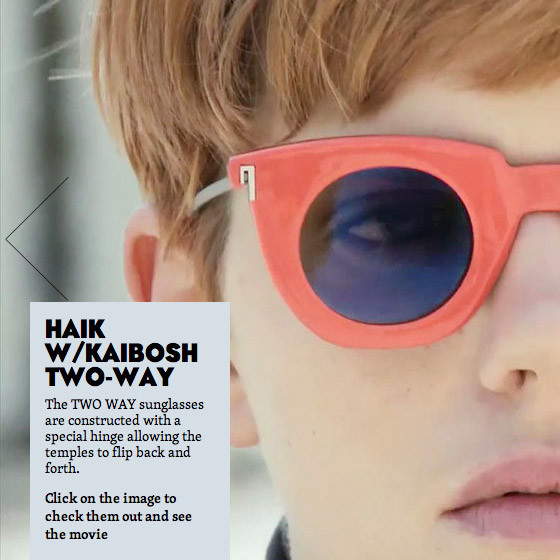 HAIK
W/KAIBOSH
TWO-WAY
The TWO WAY sunglasses
are constructed with a
special hinge allowing the
temples to flip back and
forth.
Click on the image to
check them out and see
the movie